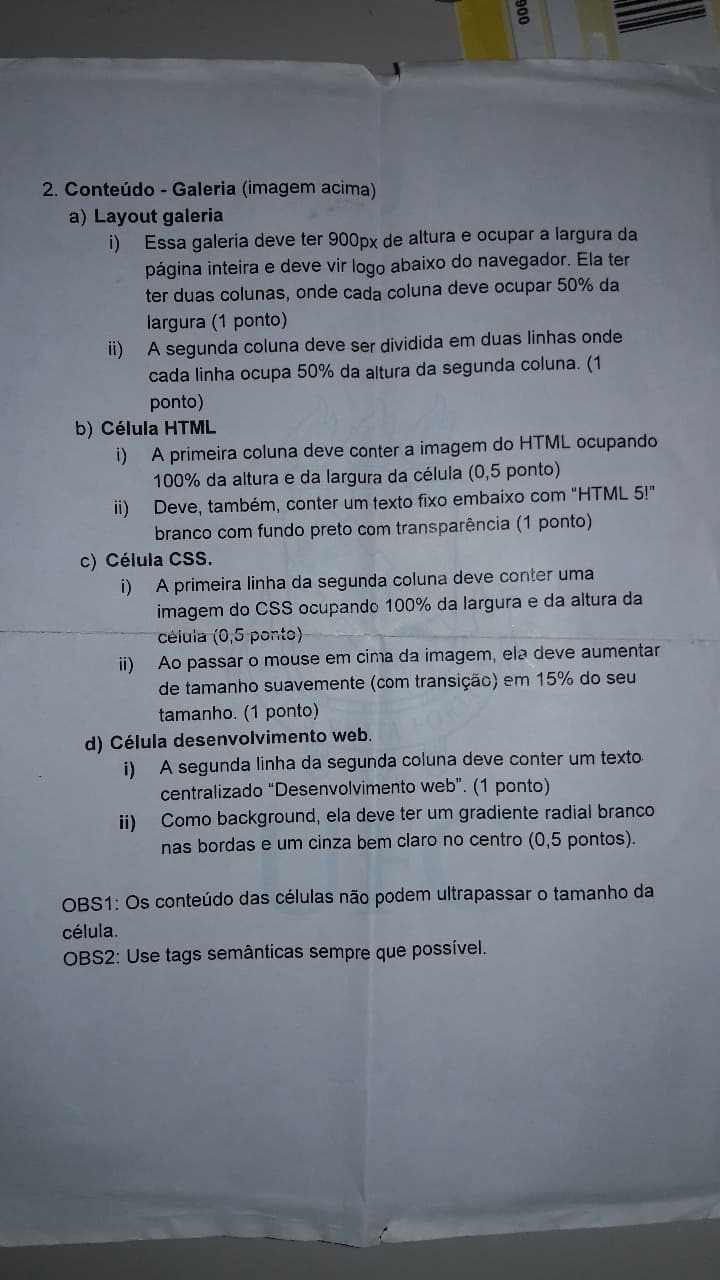 900
2. Conteúdo - Galeria (imagem acima)
a) Layout galeria
i) Essa galeria deve ter 900px de altura e ocupar a largura da
página inteira e deve vir logo abaixo do navegador. Ela ter
ter duas colunas, onde cada coluna deve ocupar 50% da
largura (1 ponto)
ii) A segunda coluna deve ser dividida em duas linhas onde
cada linha ocupa 50% da altura da segunda coluna. (1
ponto)
b) Célula HTML
i) A primeira coluna deve conter a imagem do HTML ocupando
100% da altura e da largura da célula (0,5 ponto)
ii) Deve, também, conter um texto fixo embaixo com “HTML 5!”
branco com fundo preto com transparência (1 ponto)
c) Célula CSS.
i) A primeira linha da segunda coluna deve conter uma
imagem do CSS ocupando 100% da largura e da altura da
célula (0,5 ponto)
ii) Ao passar o mouse em cima da imagem, ela deve aumentar
de tamanho suavemente (com transição) em 15% do seu
tamanho. (1 ponto)
d) Célula desenvolvimento web.
i) A segunda linha da segunda coluna deve conter um texto
centralizado “Desenvolvimento web”. (1 ponto)
ii) Como background, ela deve ter um gradiente radial branco
nas bordas e um cinza bem claro no centro (0,5 pontos).
OBS1: Os conteúdo das células não podem ultrapassar o tamanho da
célula.
OBS2: Use tags semânticas sempre que possível.